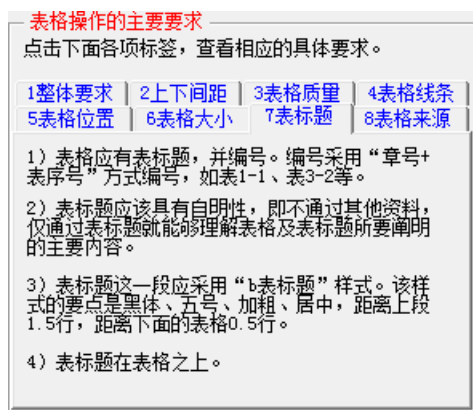 表格操作的主要要求
点击下面各项标签，查看相应的具体要求。
1整体要求 2上下间距 3表格质量 4表格线条
5表格位置 6表格大小 7表标题 8表格来源
1）表格应有表标题，并编号。编号采用“章号+
表序号”方式编号，如表1-1、表3-2等。
2）表标题应该具有自明性，即不通过其他资料，
仅通过表标题就能够理解表格及表标题所要阐明
的主要内容。
3）表标题这一段应采用“b表标题”样式。该样
式的要点是黑体、五号、加粗、居中，距离上段
1.5行，距离下面的表格0.5行。
4）表标题在表格之上。